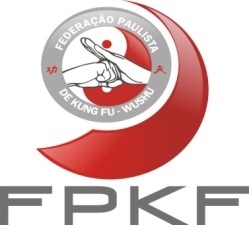 FEDERAÇÃO PAULISTA
功 夫
DE KUNG FU - WUSHU
FPKF